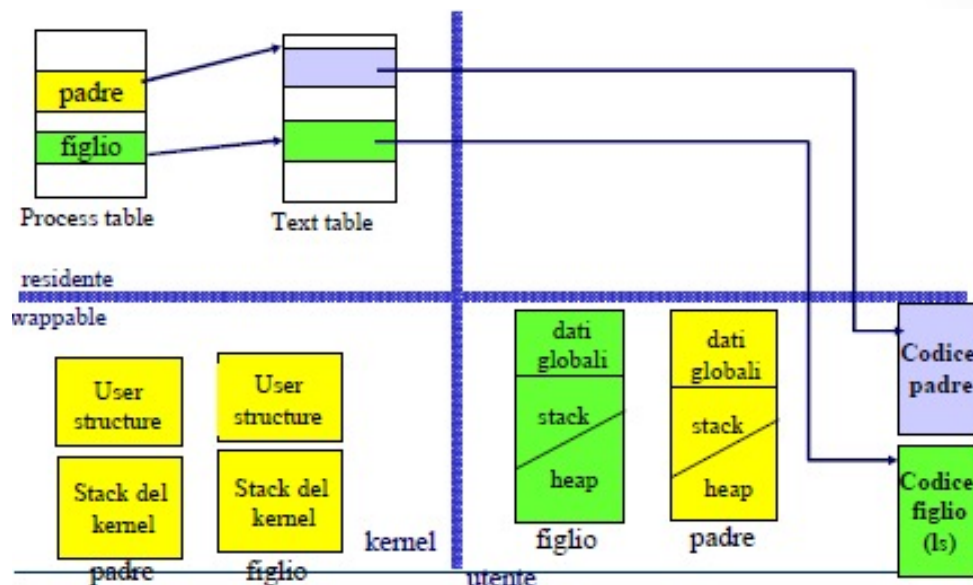 padre
figlio
Process table
Text table
residente
wappable
User
structure
User
structure
Stack del
kernel
Stack del
kernel
padre
figlio
kernel
utente
dati
globali
stack
heap
figlio
dati
globali
stack
heap
padre
Codice
padre
Codice
figlio
(ls)